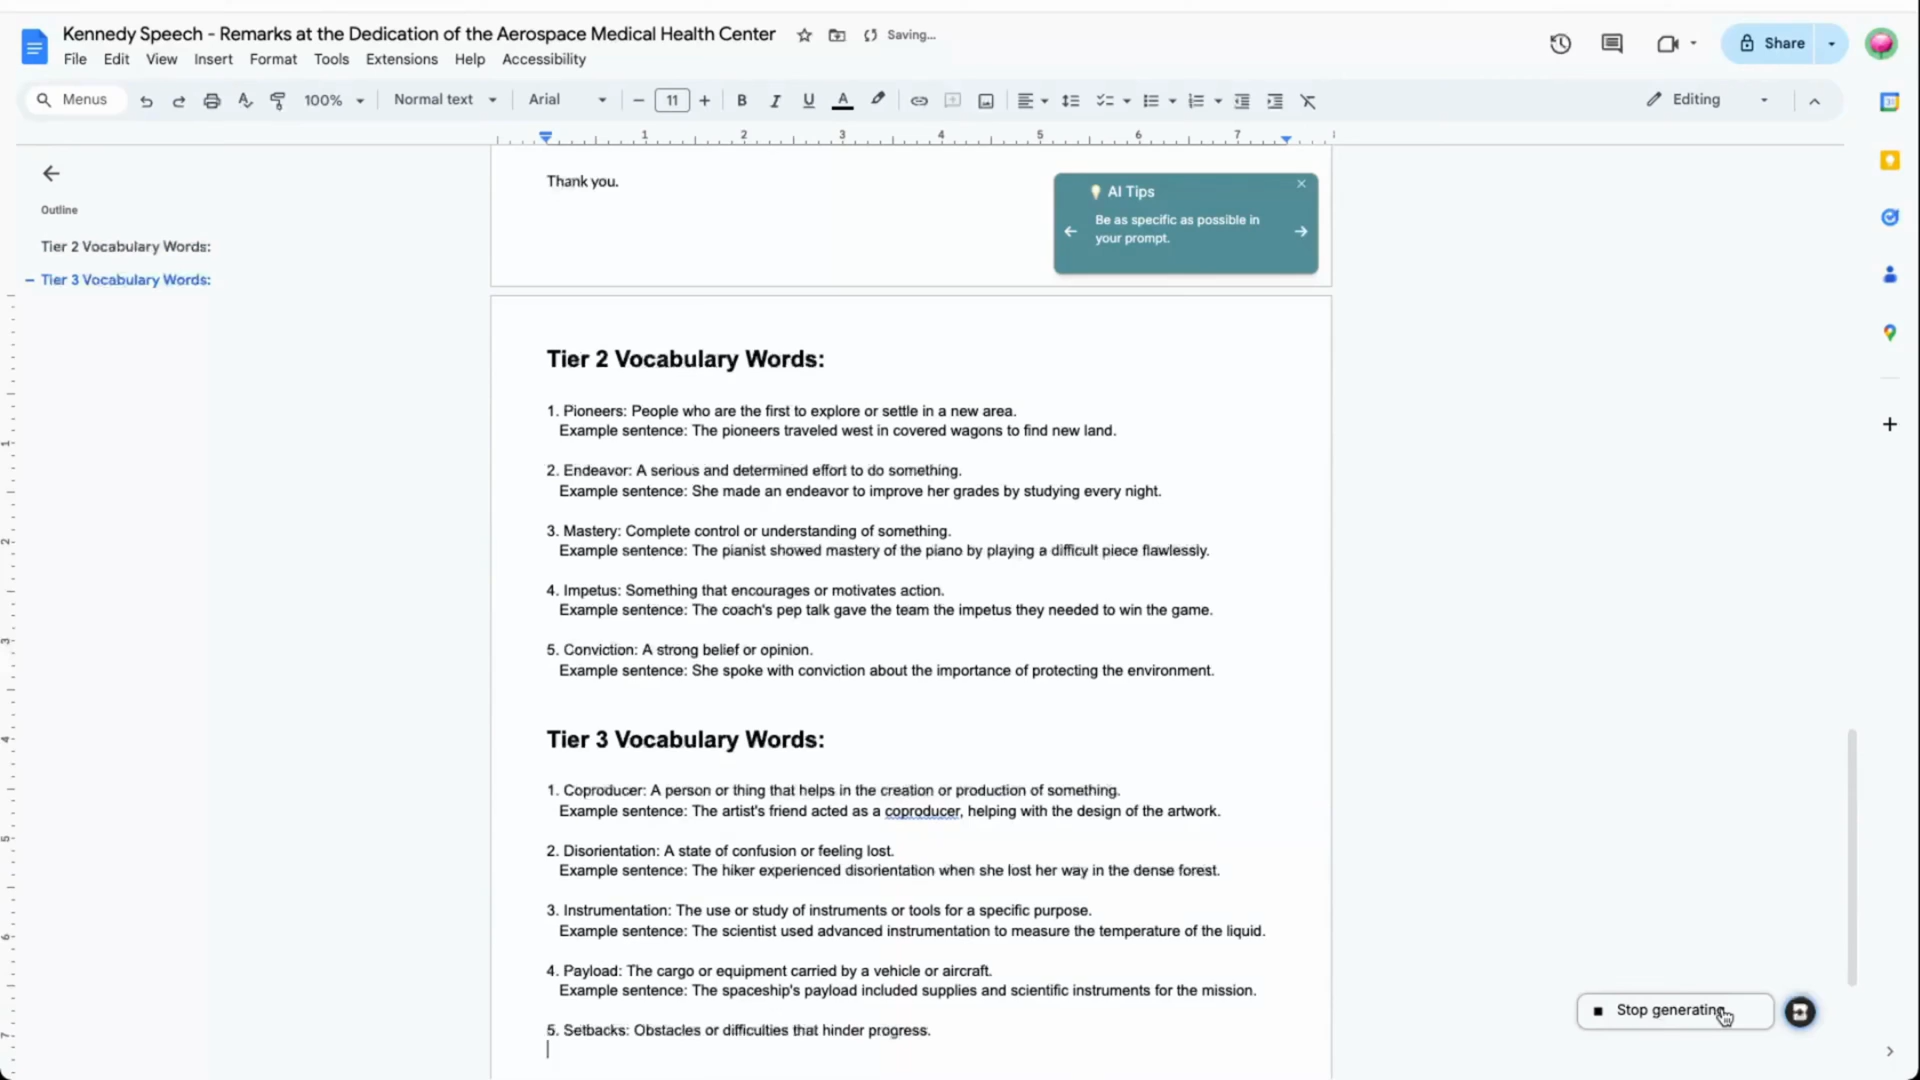 Kennedy Speech - Remarks at the Dedication of the Aerospace Medical Health Center
Saving...
Share
File Edit View Insert Format Tools Extensions Help Accessibility
Menus
100%
Normal text
Arial
11
Editing
1 2 3 4 5 6 7
Outline
Tier 2 Vocabulary Words:
Tier 3 Vocabulary Words:
Thank you.
AI Tips
Be as specific as possible in
your prompt.
Tier 2 Vocabulary Words:
1. Pioneers: People who are the first to explore or settle in a new area.
Example sentence: The pioneers traveled west in covered wagons to find new land.
2. Endeavor: A serious and determined effort to do something.
Example sentence: She made an endeavor to improve her grades by studying every night.
3. Mastery: Complete control or understanding of something.
Example sentence: The pianist showed mastery of the piano by playing a difficult piece flawlessly.
4. Impetus: Something that encourages or motivates action.
Example sentence: The coach's pep talk gave the team the impetus they needed to win the game.
5. Conviction: A strong belief or opinion.
Example sentence: She spoke with conviction about the importance of protecting the environment.
Tier 3 Vocabulary Words:
1. Coproducer: A person or thing that helps in the creation or production of something.
Example sentence: The artist's friend acted as a coproducer, helping with the design of the artwork.
2. Disorientation: A state of confusion or feeling lost.
Example sentence: The hiker experienced disorientation when she lost her way in the dense forest.
3. Instrumentation: The use or study of instruments or tools for a specific purpose.
Example sentence: The scientist used advanced instrumentation to measure the temperature of the liquid.
4. Payload: The cargo or equipment carried by a vehicle or aircraft.
Example sentence: The spaceship's payload included supplies and scientific instruments for the mission.
5. Setbacks: Obstacles or difficulties that hinder progress.
Stop generating
1
2
3
4
5
6
7